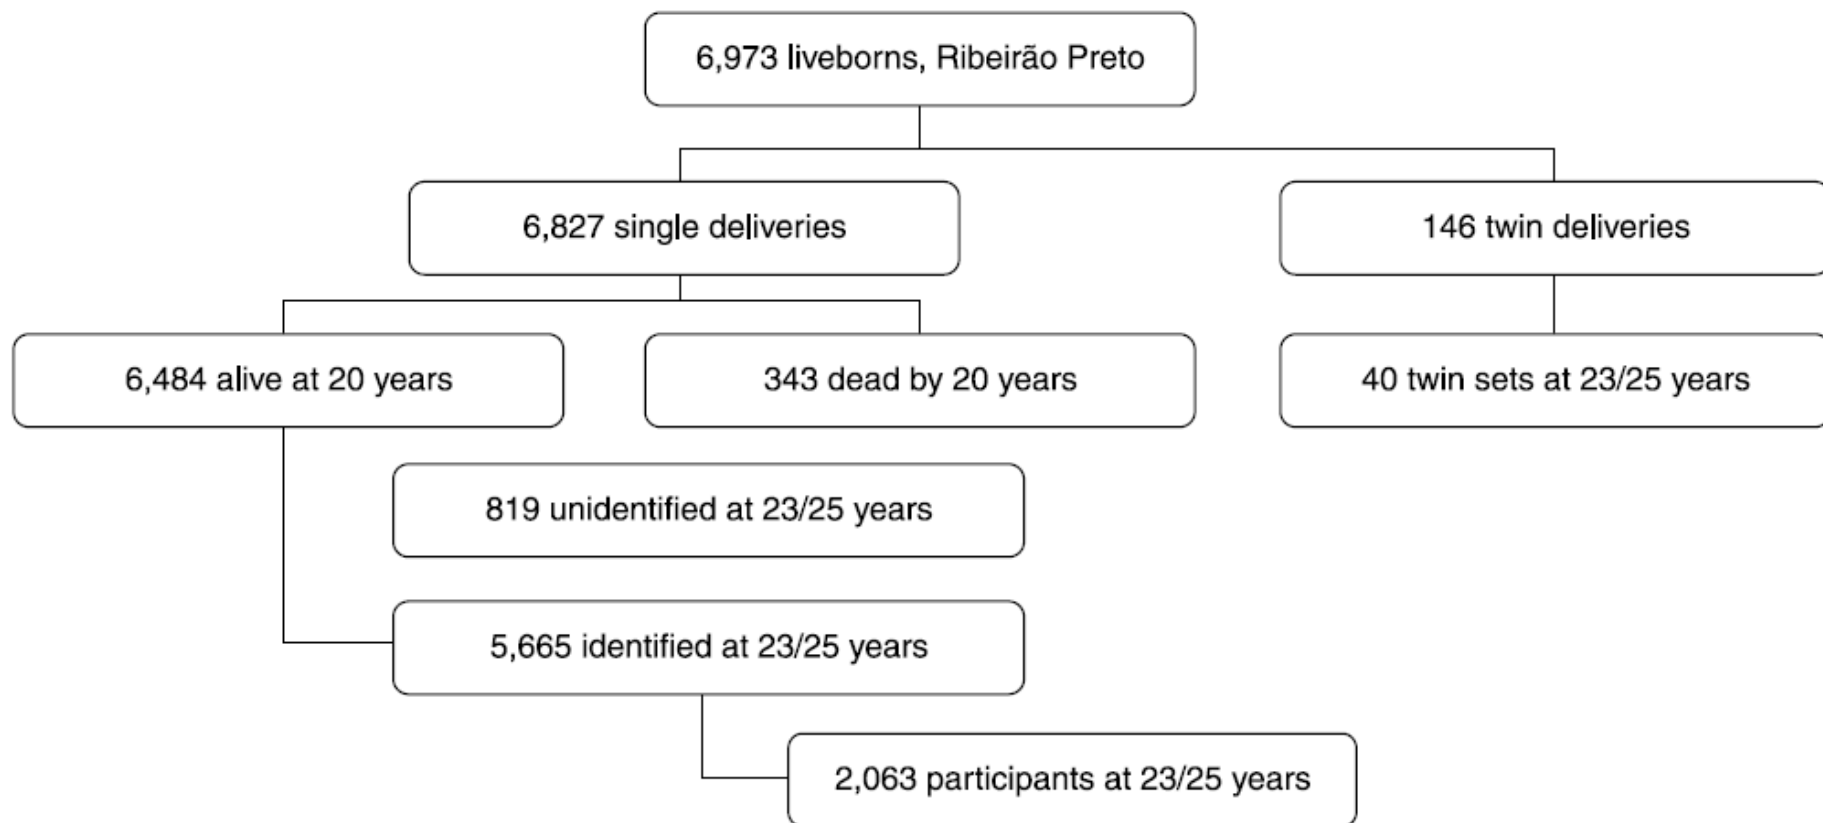 6,973 liveborns, Ribeirão Preto
6,827 single deliveries
146 twin deliveries
6,484 alive at 20 years
343 dead by 20 years
40 twin sets at 23/25 years
819 unidentified at 23/25 years
5,665 identified at 23/25 years
2,063 participants at 23/25 years